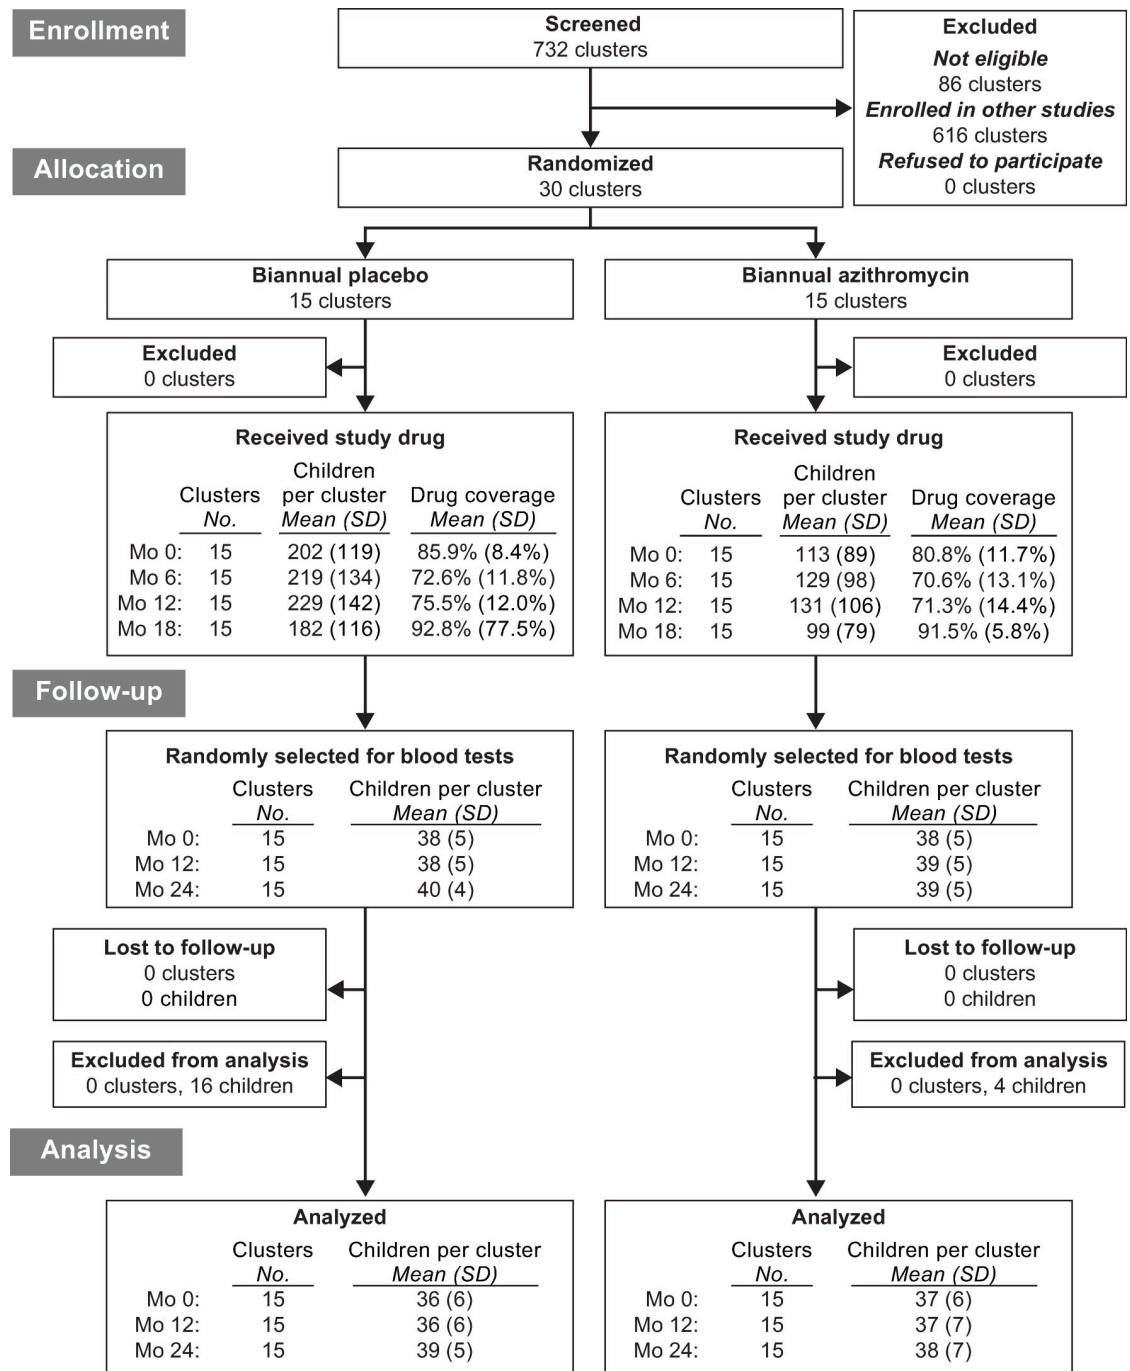 Enrollment
Screened
732 clusters
Excluded
Not eligible
86 clusters
Enrolled in other studies
616 clusters
Refused to participate
0 clusters
Allocation
Randomized
30 clusters
Biannual placebo
15 clusters
Biannual azithromycin
15 clusters
Excluded
0 clusters
Excluded
0 clusters
Received study drug
Children
Clusters per cluster Drug coverage
No. Mean (SD) Mean (SD)
Mo 0: 15 202 (119) 85.9% (8.4%)
Mo 6: 15 219 (134) 72.6% (11.8%)
Mo 12: 15 229 (142) 75.5% (12.0%)
Mo 18: 15 182 (116) 92.8% (77.5%)
Received study drug
Children
Clusters per cluster Drug coverage
No. Mean (SD) Mean (SD)
Mo 0: 15 113 (89) 80.8% (11.7%)
Mo 6: 15 129 (98) 70.6% (13.1%)
Mo 12: 15 131 (106) 71.3% (14.4%)
Mo 18: 15 99 (79) 91.5% (5.8%)
Follow-up
Randomly selected for blood tests
Clusters Children per cluster
No. Mean (SD)
Mo 0: 15 38 (5)
Mo 12: 15 38 (5)
Mo 24: 15 40 (4)
Randomly selected for blood tests
Clusters Children per cluster
No. Mean (SD)
Mo 0: 15 38 (5)
Mo 12: 15 39 (5)
Mo 24: 15 39 (5)
Lost to follow-up
0 clusters
0 children
Lost to follow-up
0 clusters
0 children
Excluded from analysis
0 clusters, 16 children
Excluded from analysis
0 clusters, 4 children
Analysis
Analyzed
Clusters Children per cluster
No. Mean (SD)
Mo 0: 15 36 (6)
Mo 12: 15 36 (6)
Mo 24: 15 39 (5)
Analyzed
Clusters Children per cluster
No. Mean (SD)
Mo 0: 15 37 (6)
Mo 12: 15 37 (7)
Mo 24: 15 38 (7)